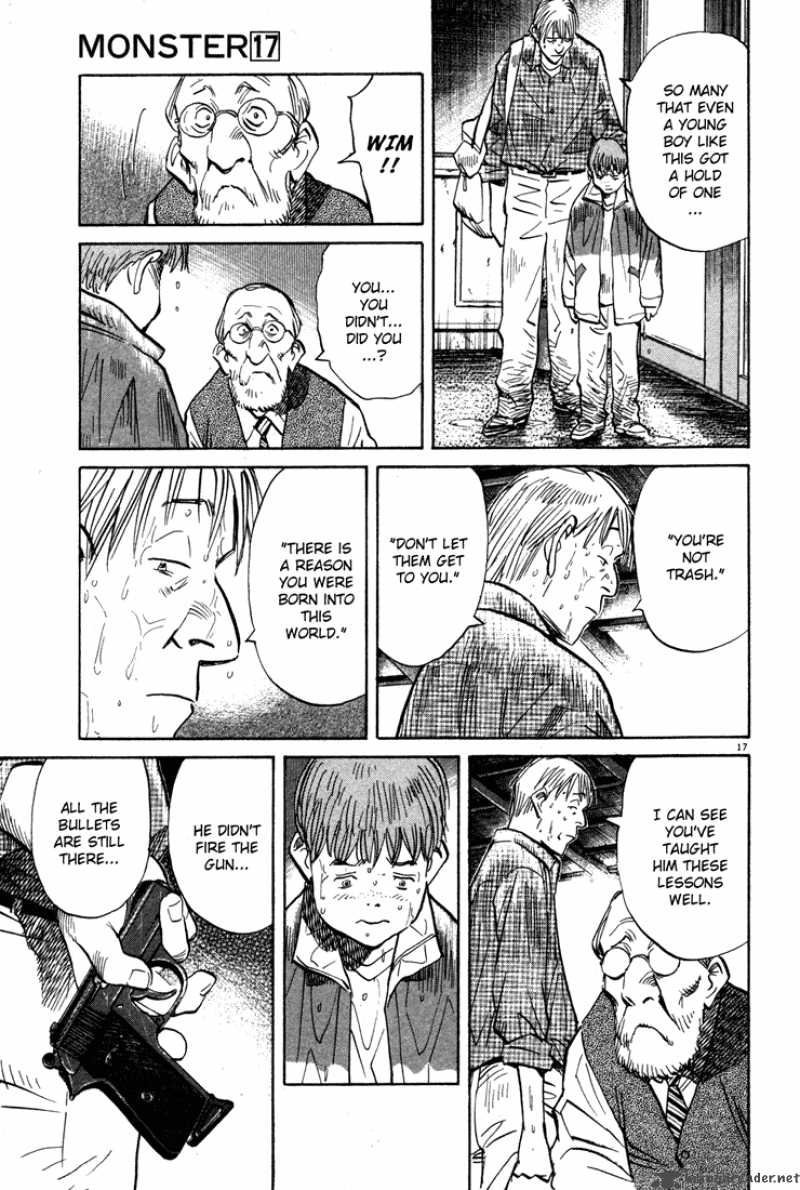 MONSTER 17
SO MANY
THAT EVEN
A YOUNG
BOY LIKE
THIS GOT
A HOLD
OF ONE
...
WIM
!!
YOU...
YOU
DIDN'T...
DID YOU
...?
"YOU'RE
NOT
TRASH."
"DON'T LET
THEM GET
TO YOU."
"THERE IS
A REASON
YOU WERE
BORN INTO
THIS
WORLD."
17
I CAN SEE
YOU'VE
TAUGHT
HIM THESE
LESSONS
WELL.
HE DIDN'T
FIRE THE
GUN...
ALL THE
BULLETS
ARE STILL
THERE...